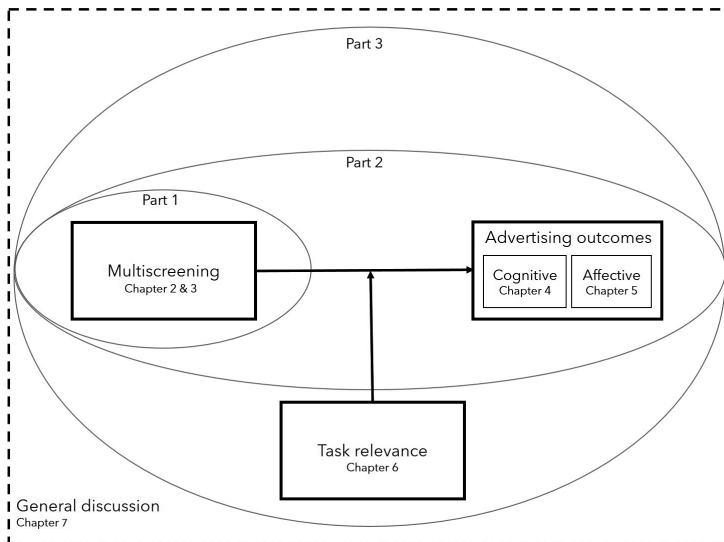 Part 3
Part 2
Part 1
Multiscreening
Chapter 2 & 3
Advertising outcomes
Cognitive
Chapter 4
Affective
Chapter 5
Task relevance
Chapter 6
General discussion
Chapter 7